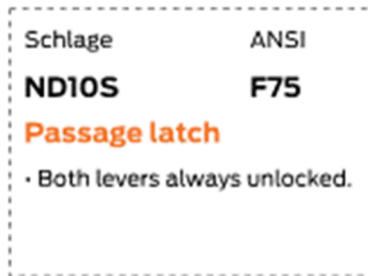 Schlage ANSI
ND10S F75
Passage latch
· Both levers always unlocked.